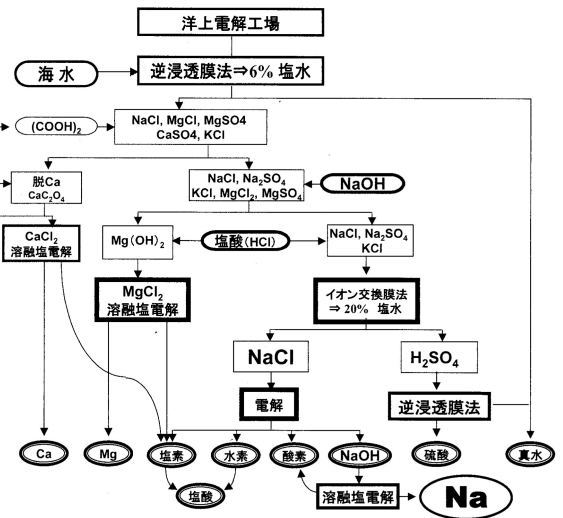 洋上電解工場
海水
逆浸透膜法⇒6% 塩水
(COOH)₂
NaCl, MgCl, MgSO4
CaSO4, KCl
脱Ca
CaC₂O₄
NaCl, Na₂SO₄
KCl, MgCl₂, MgSO₄
NaOH
CaCl₂
溶融塩電解
Mg(OH)₂
塩酸(HCl)
NaCl, Na₂SO₄
KCl
MgCl₂
溶融塩電解
イオン交換膜法
⇒ 20% 塩水
NaCl
H₂SO₄
電解
逆浸透膜法
Ca
Mg
塩素
水素
酸素
NaOH
硫酸
真水
塩酸
溶融塩電解
Na